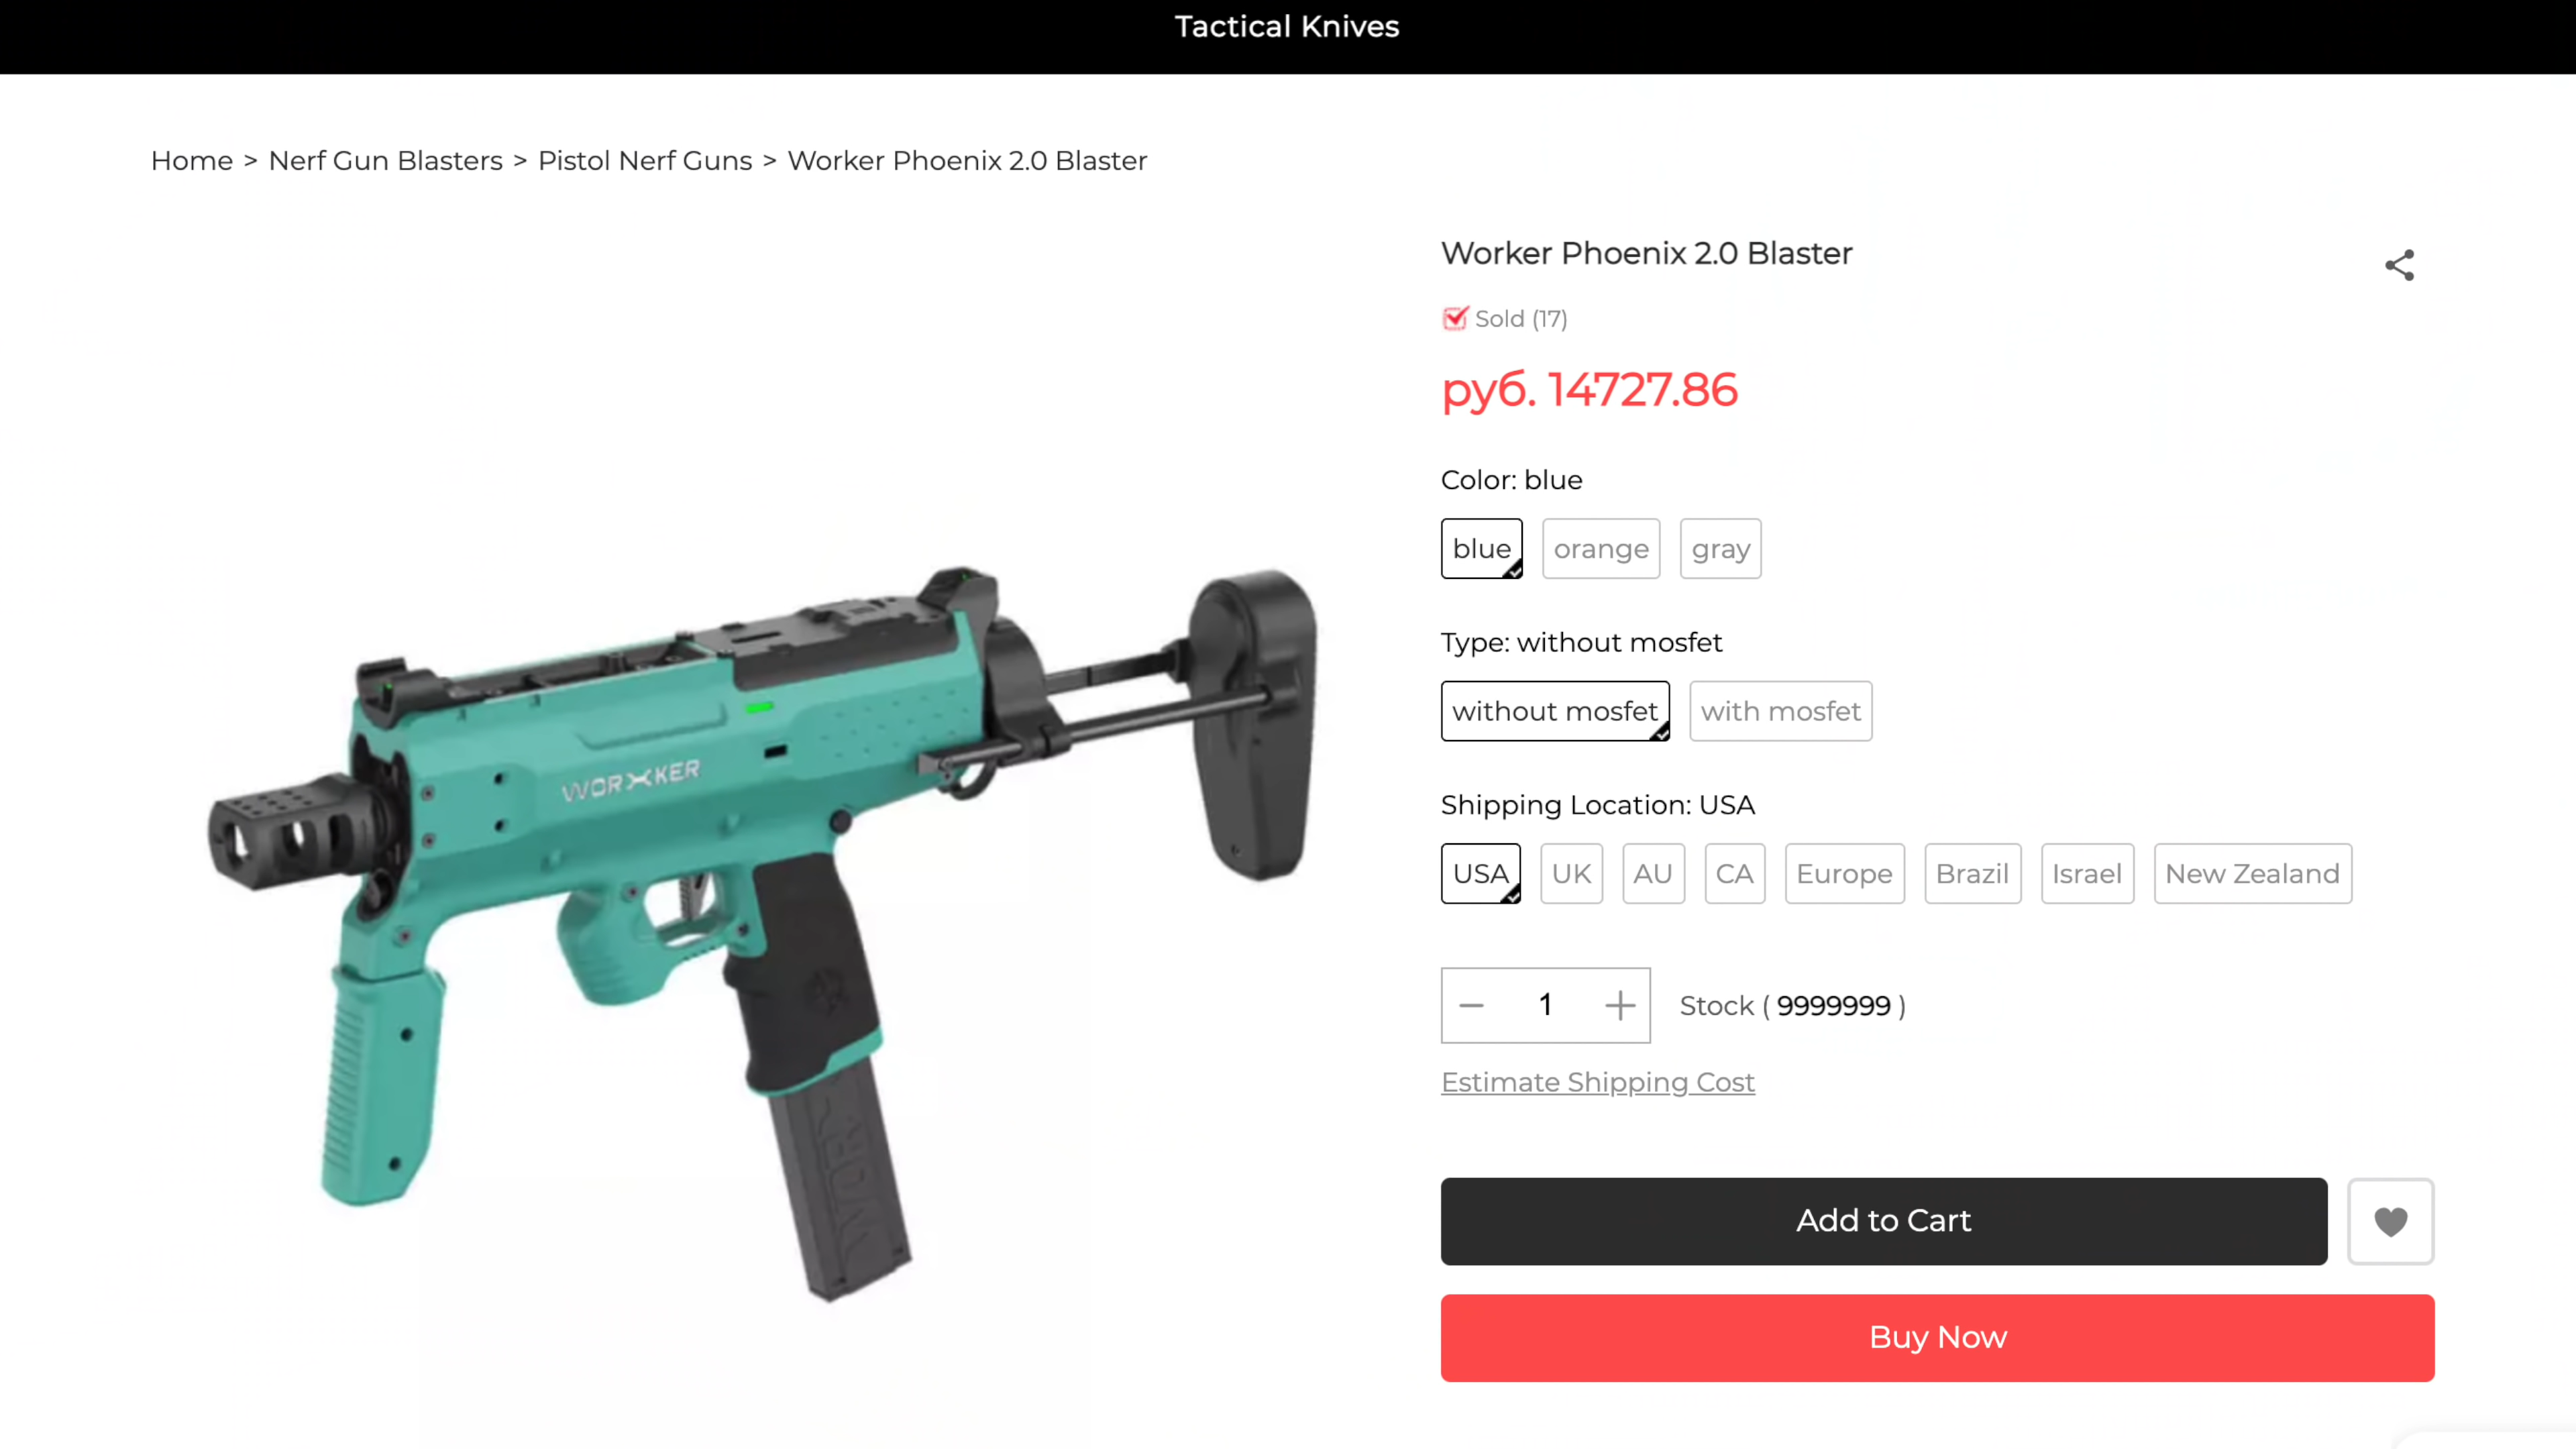 Tactical Knives
Home > Nerf Gun Blasters > Pistol Nerf Guns > Worker Phoenix 2.0 Blaster
Worker Phoenix 2.0 Blaster
Sold (17)
руб. 14727.86
Color: blue
blue orange gray
Type: without mosfet
without mosfet with mosfet
Shipping Location: USA
USA UK AU CA Europe Brazil Israel New Zealand
1 Stock ( 9999999 )
Estimate Shipping Cost
Add to Cart
Buy Now
WORKER